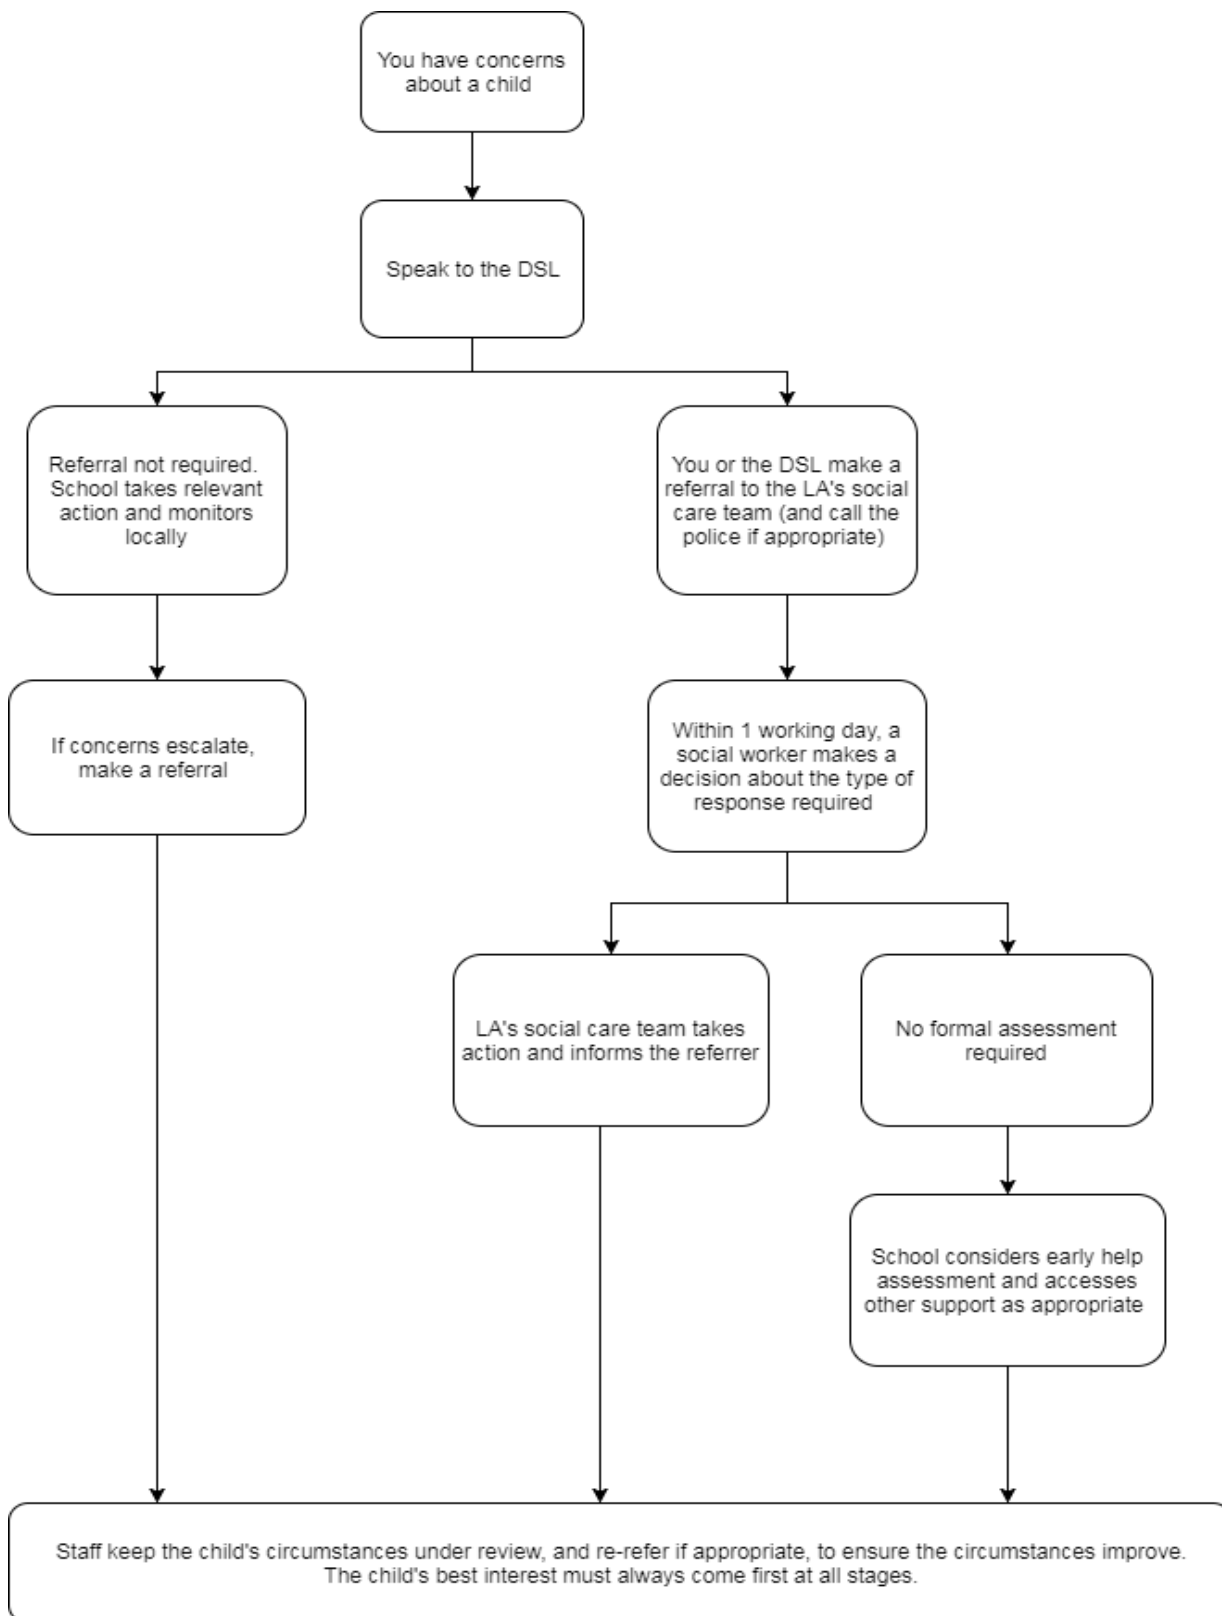 You have concerns
about a child
Speak to the DSL
Referral not required.
School takes relevant
action and monitors
locally
You or the DSL make a
referral to the LA's social
care team (and call the
police if appropriate)
If concerns escalate,
make a referral
Within 1 working day, a
social worker makes a
decision about the type of
response required
LA's social care team takes
action and informs the referrer
No formal assessment
required
School considers early help
assessment and accesses
other support as appropriate
Staff keep the child's circumstances under review, and re-refer if appropriate, to ensure the circumstances improve.
The child's best interest must always come first at all stages.